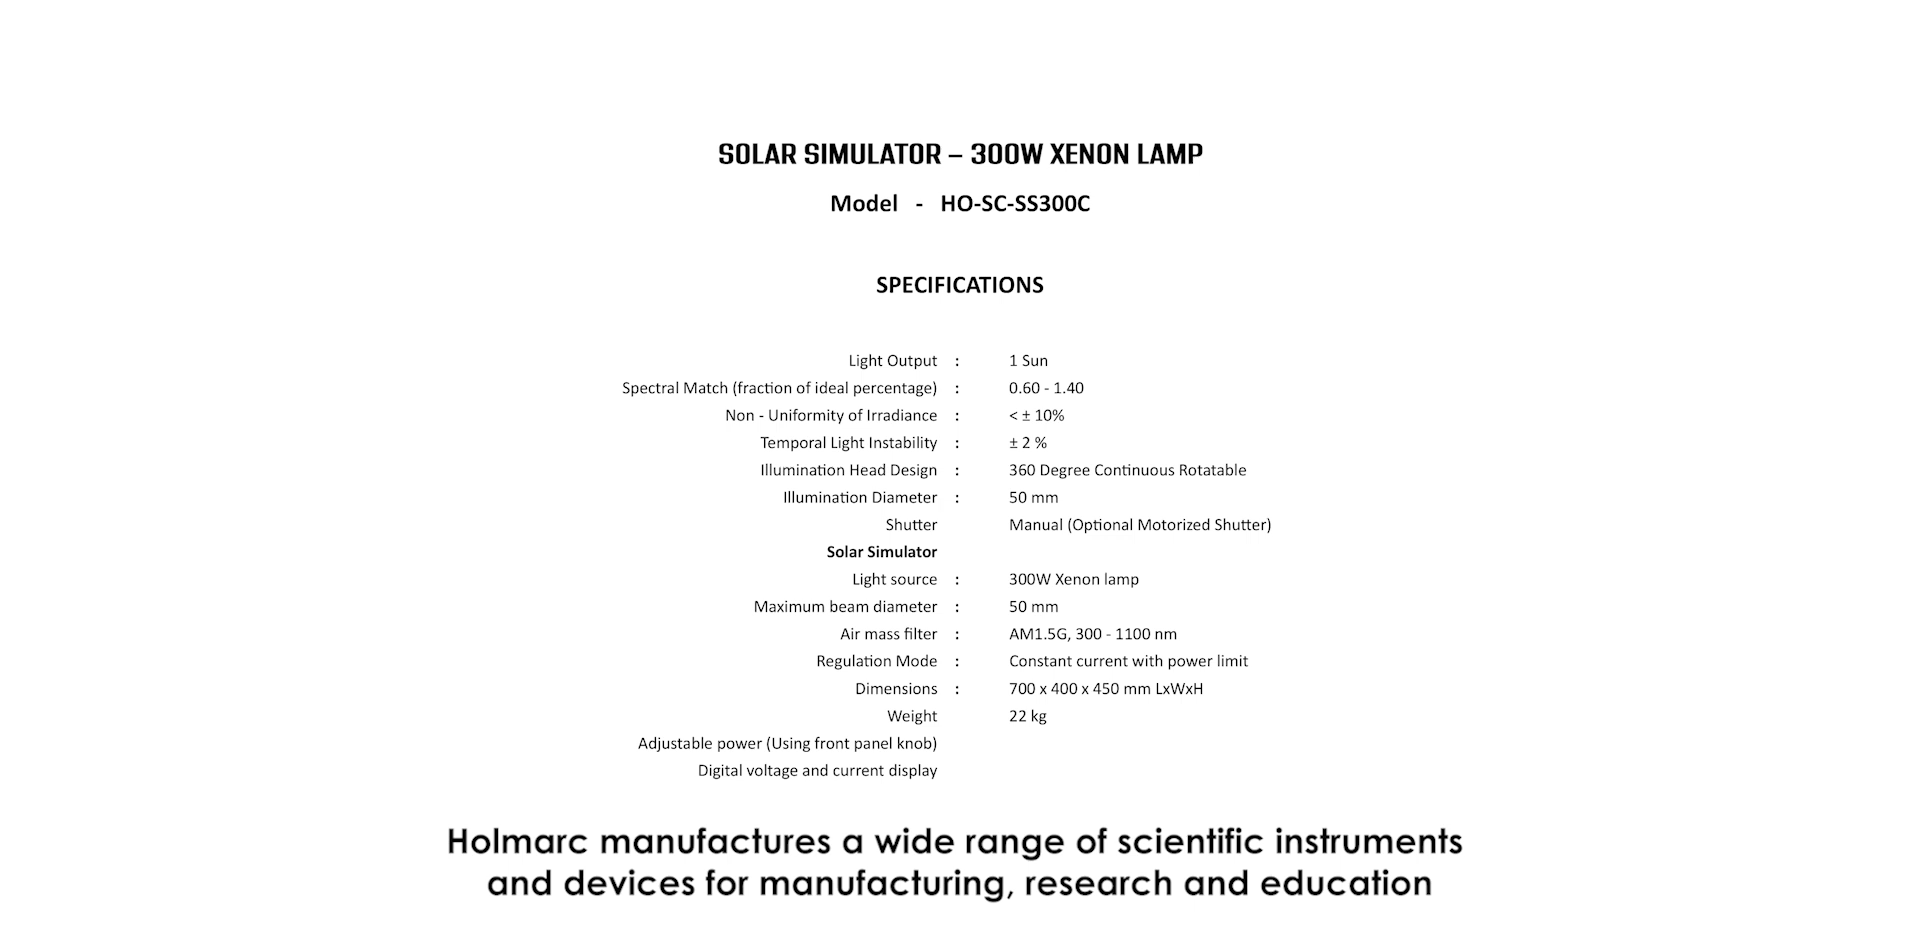 SOLAR SIMULATOR – 300W XENON LAMP
Model - HO-SC-SS300C
SPECIFICATIONS
Light Output : 1 Sun
Spectral Match (fraction of ideal percentage) : 0.60 - 1.40
Non - Uniformity of Irradiance : < ± 10%
Temporal Light Instability : ± 2 %
Illumination Head Design : 360 Degree Continuous Rotatable
Illumination Diameter : 50 mm
Shutter Manual (Optional Motorized Shutter)
Solar Simulator
Light source : 300W Xenon lamp
Maximum beam diameter : 50 mm
Air mass filter : AM1.5G, 300 - 1100 nm
Regulation Mode : Constant current with power limit
Dimensions : 700 x 400 x 450 mm LxWxH
Weight 22 kg
Adjustable power (Using front panel knob)
Digital voltage and current display
Holmarc manufactures a wide range of scientific instruments
and devices for manufacturing, research and education